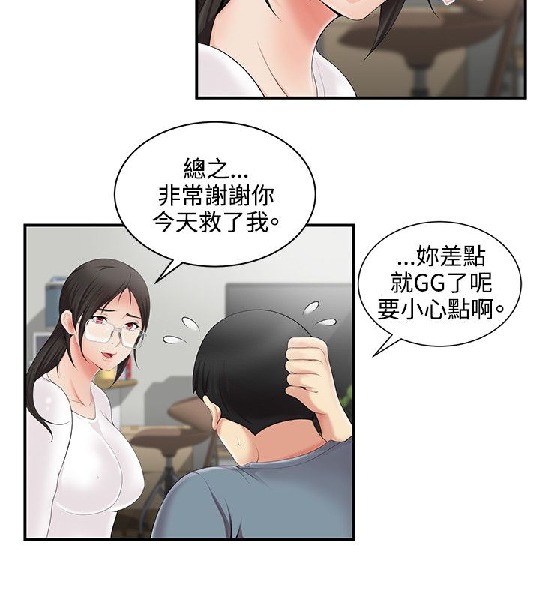 總之...
非常謝謝你
今天救了我。
...妳差點
就GG了呢
要小心點啊。